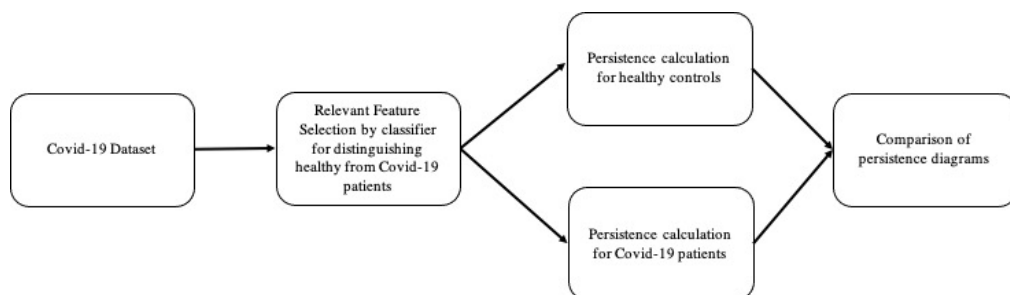 Covid-19 Dataset
Relevant Feature
Selection by classifier
for distinguishing
healthy from Covid-19
patients
Persistence calculation
for healthy controls
Persistence calculation
for Covid-19 patients
Comparison of
persistence diagrams